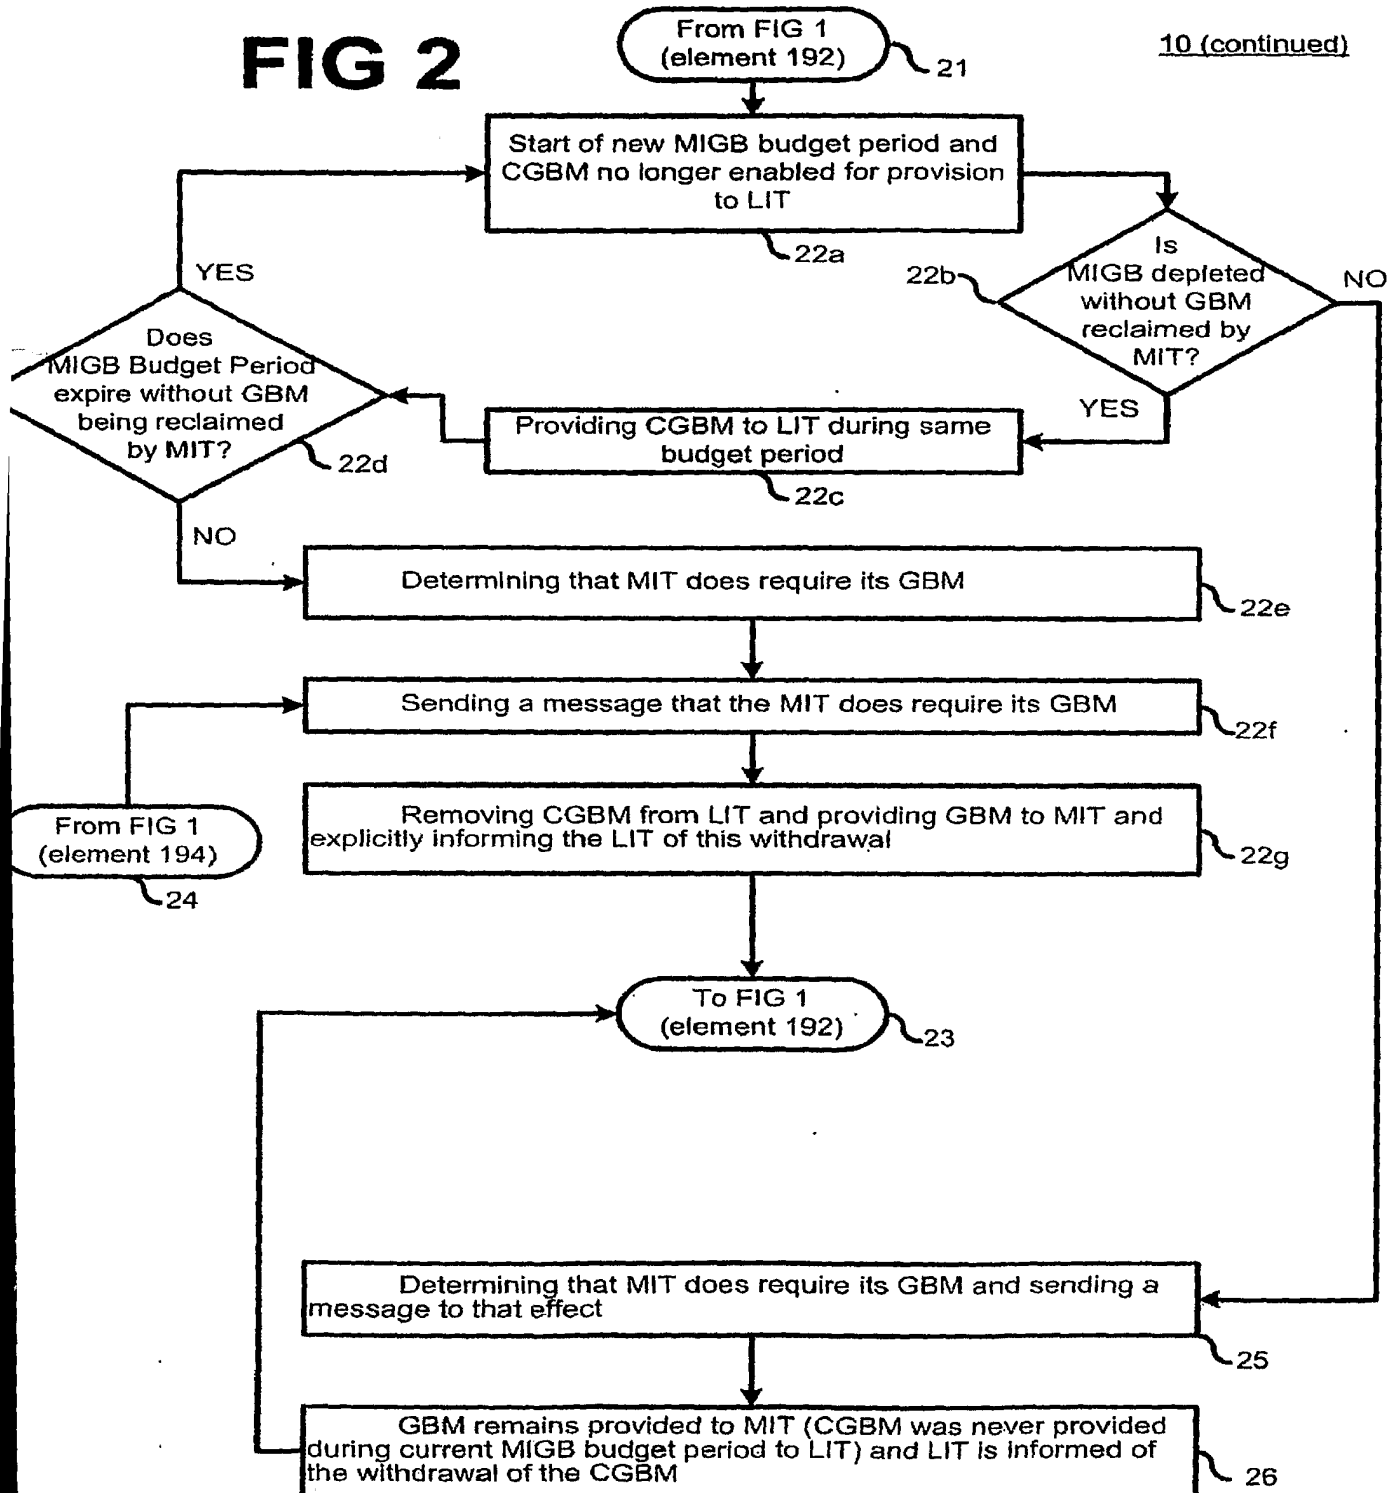 FIG 2
From FIG 1
(element 192)
21
10 (continued)
Start of new MIGB budget period and
CGBM no longer enabled for provision
to LIT
22a
Is
MIGB depleted
without GBM
reclaimed by
MIT?
22b
NO
YES
YES
Does
MIGB Budget Period
expire without GBM
being reclaimed
by MIT?
22d
Providing CGBM to LIT during same
budget period
22c
NO
Determining that MIT does require its GBM
22e
Sending a message that the MIT does require its GBM
22f
Removing CGBM from LIT and providing GBM to MIT and
explicitly informing the LIT of this withdrawal
22g
From FIG 1
(element 194)
24
To FIG 1
(element 192)
23
Determining that MIT does require its GBM and sending a
message to that effect
25
GBM remains provided to MIT (CGBM was never provided
during current MIGB budget period to LIT) and LIT is informed of
the withdrawal of the CGBM
26